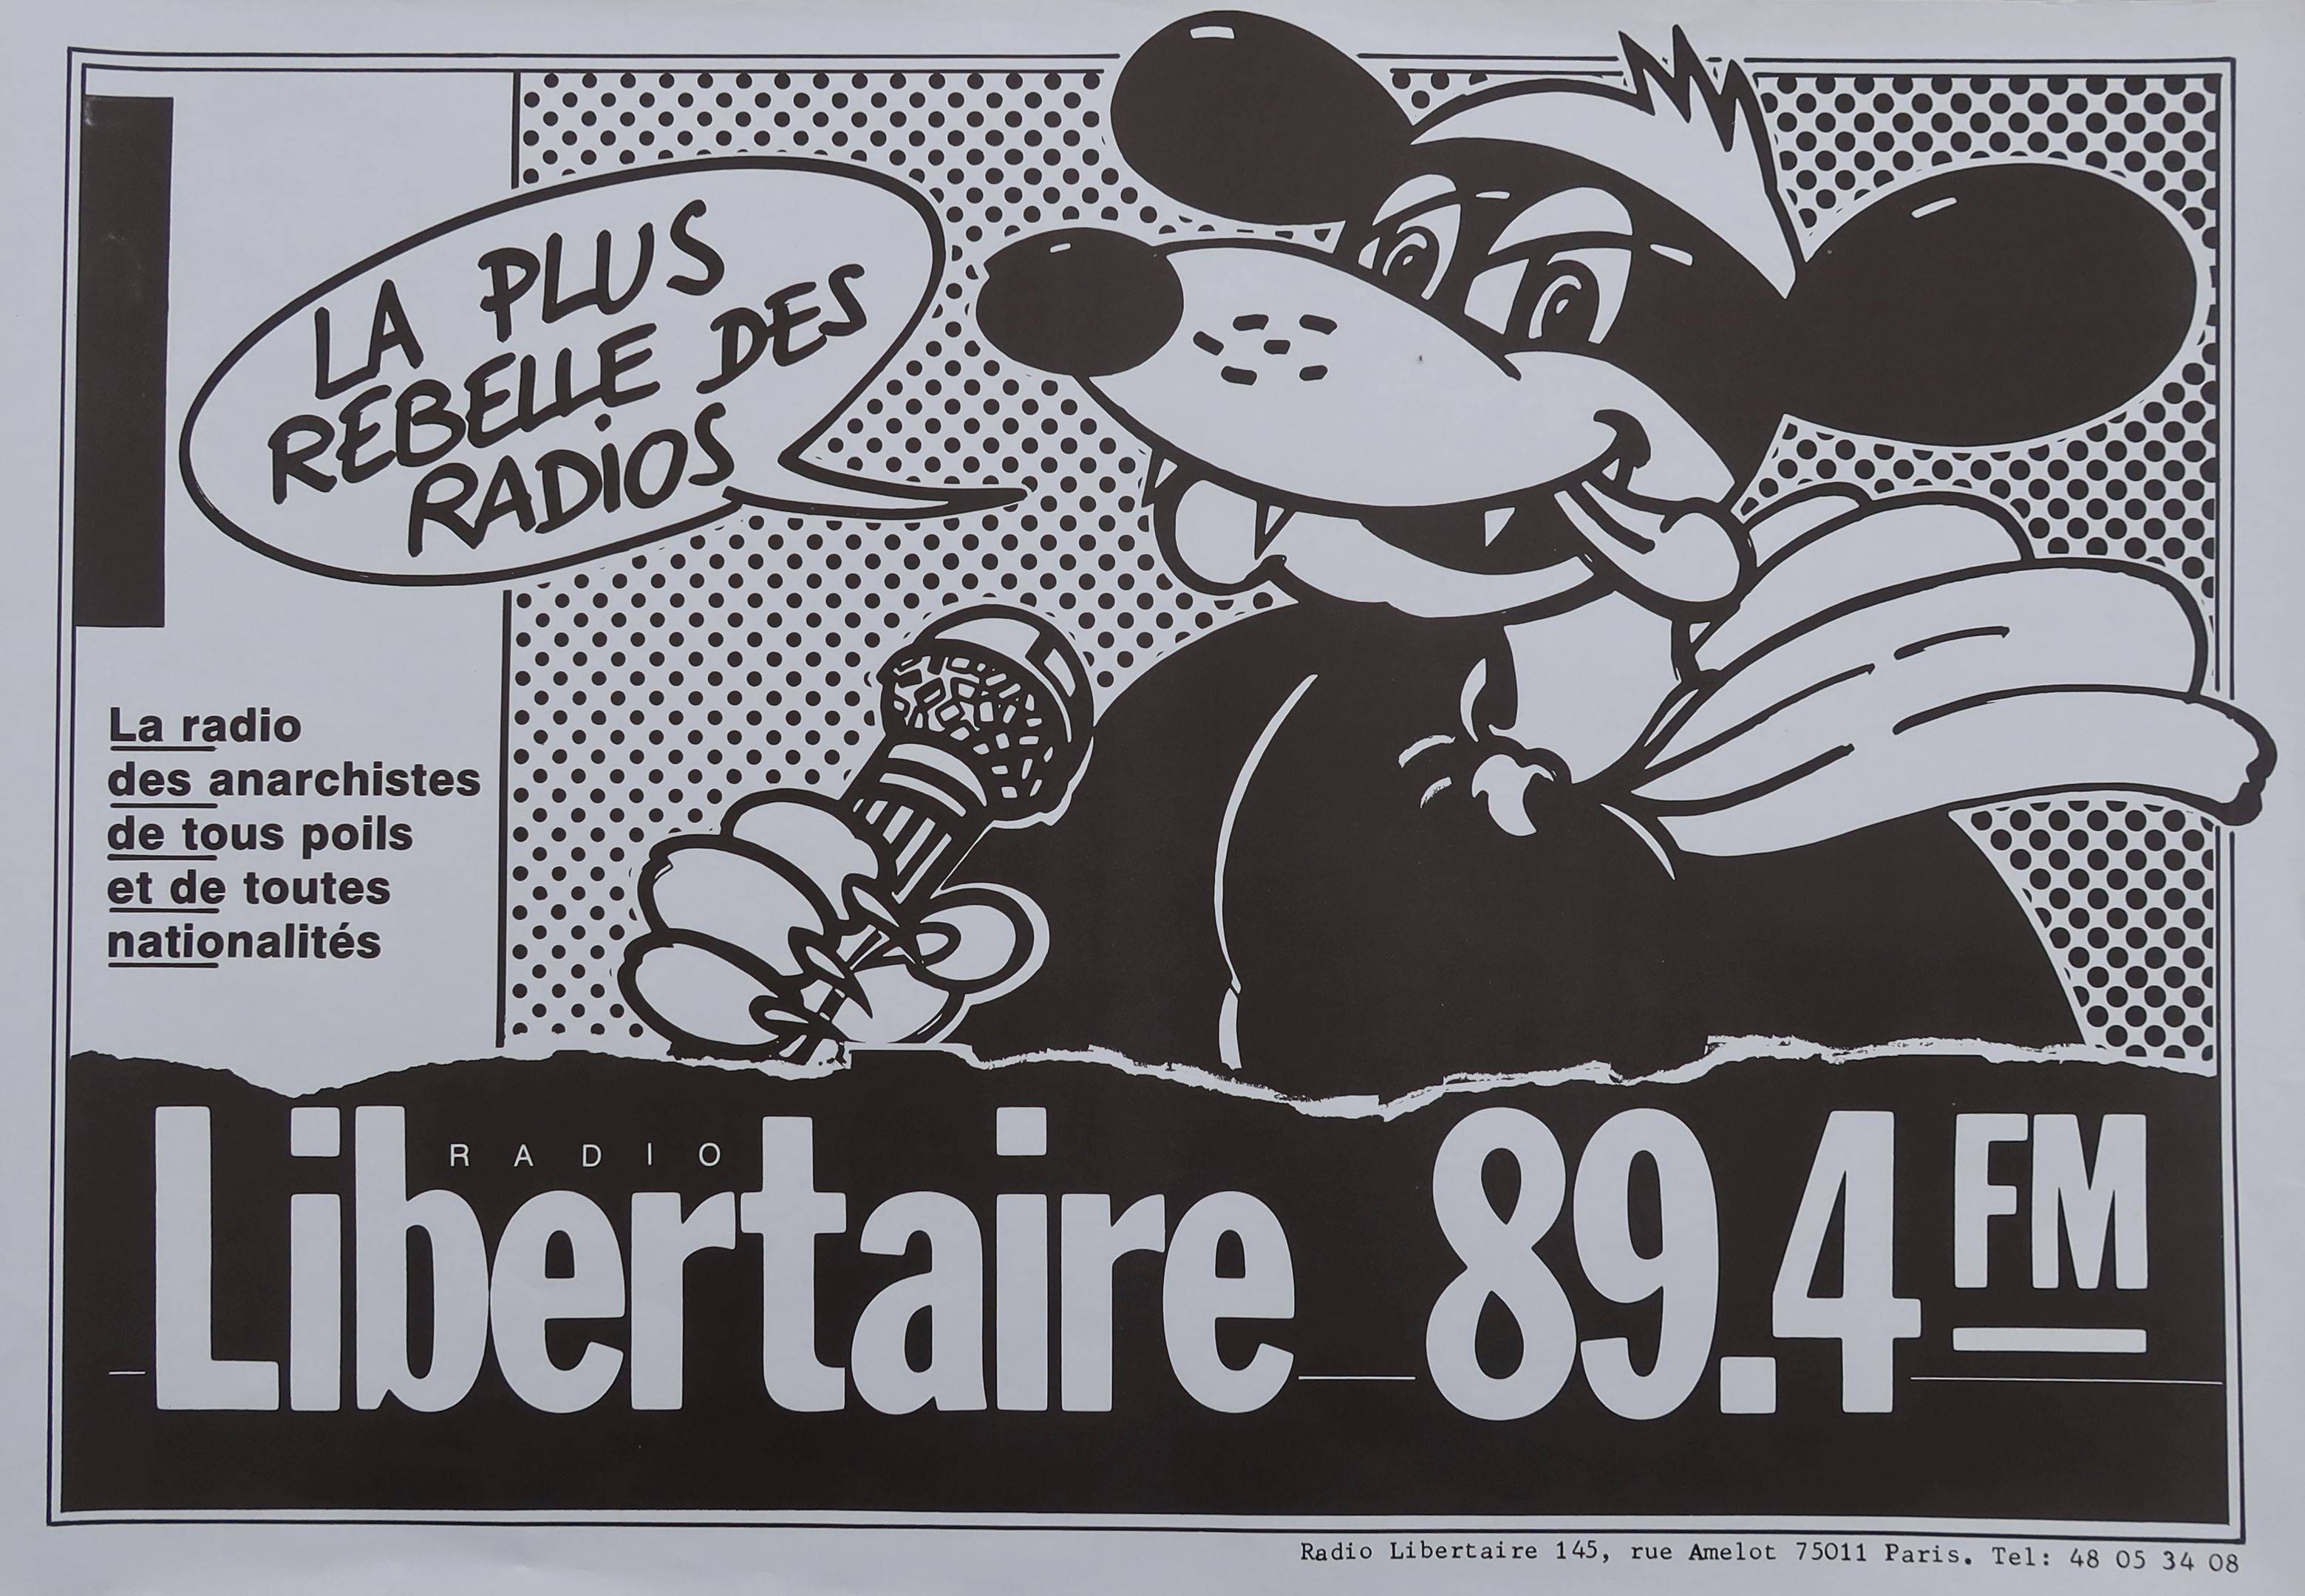 LA PLUS
REBELLE DES
RADIOS
La radio
des anarchistes
de tous poils
et de toutes
nationalités
RADIO
Libertaire 89.4 FM
Radio Libertaire 145, rue Amelot 75011 Paris. Tel: 48 05 34 08